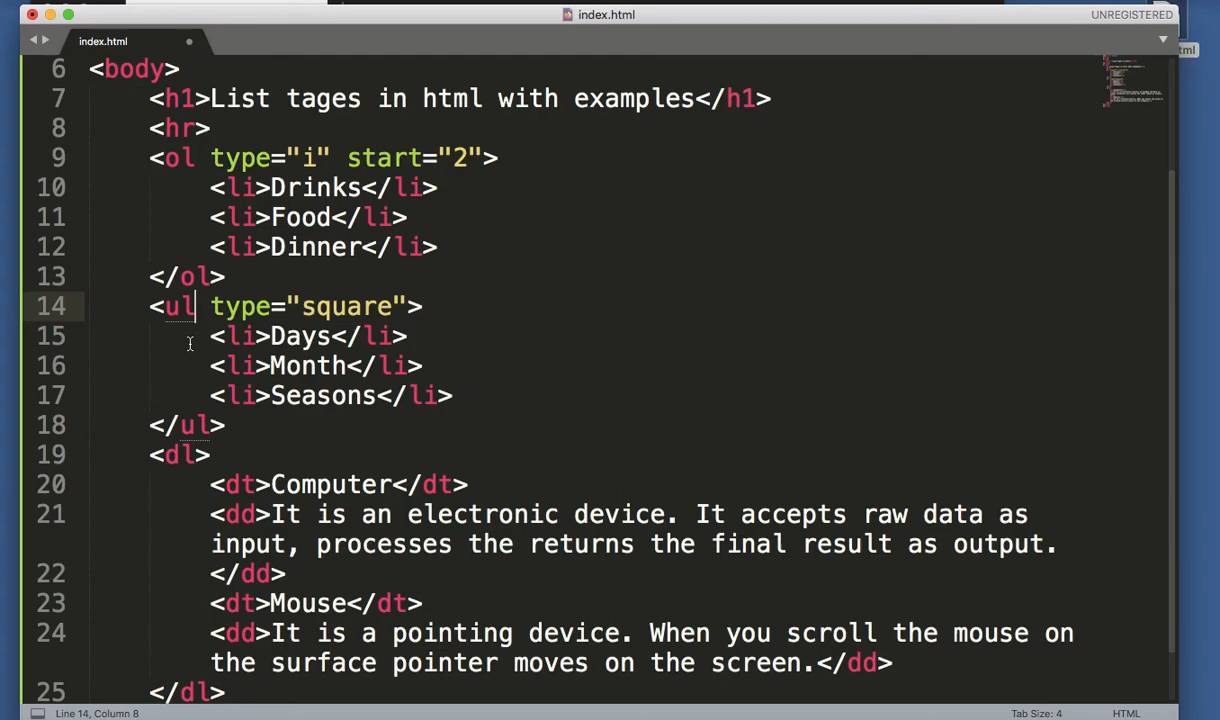 index.html
UNREGISTERED
index.html
tml
6 <body>
7 <h1>List tages in html with examples</h1>
8 <hr>
9 <ol type="i" start="2">
10 <li>Drinks</li>
11 <li>Food</li>
12 <li>Dinner</li>
13 </ol>
14 <ul type="square">
15 <li>Days</li>
16 <li>Month</li>
17 <li>Seasons</li>
18 </ul>
19 <dl>
20 <dt>Computer</dt>
21 <dd>It is an electronic device. It accepts raw data as
input, processes the returns the final result as output.
22 </dd>
23 <dt>Mouse</dt>
24 <dd>It is a pointing device. When you scroll the mouse on
the surface pointer moves on the screen.</dd>
25 </dl>
Line 14, Column 8
Tab Size: 4
HTML